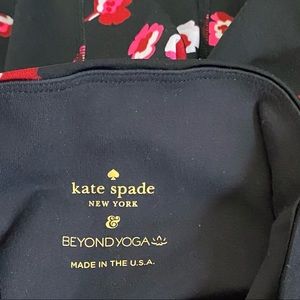 kate spade
NEW YORK
&
BEYOND YOGA
MADE IN THE U.S.A.